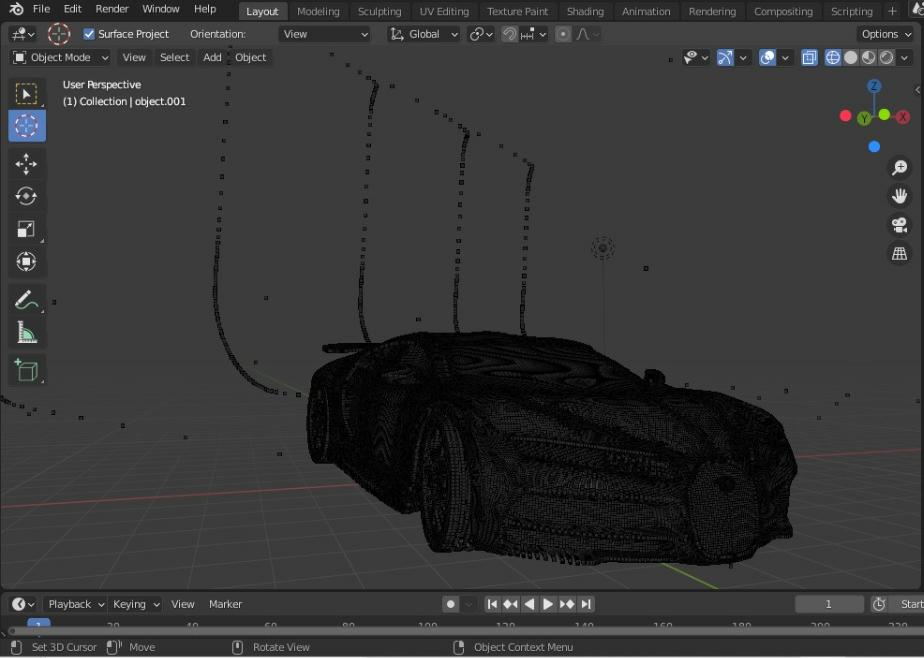 File Edit Render Window Help Layout Modeling Sculpting UV Editing Texture Paint Shading Animation Rendering Compositing Scripting +
Surface Project Orientation: View Global Options
Object Mode View Select Add Object
User Perspective
(1) Collection | object.001
Z
Y X
Playback Keying View Marker 1 Start
1 20 40 60 80 100 120 140 160 180 200 220
Set 3D Cursor Move Rotate View Object Context Menu